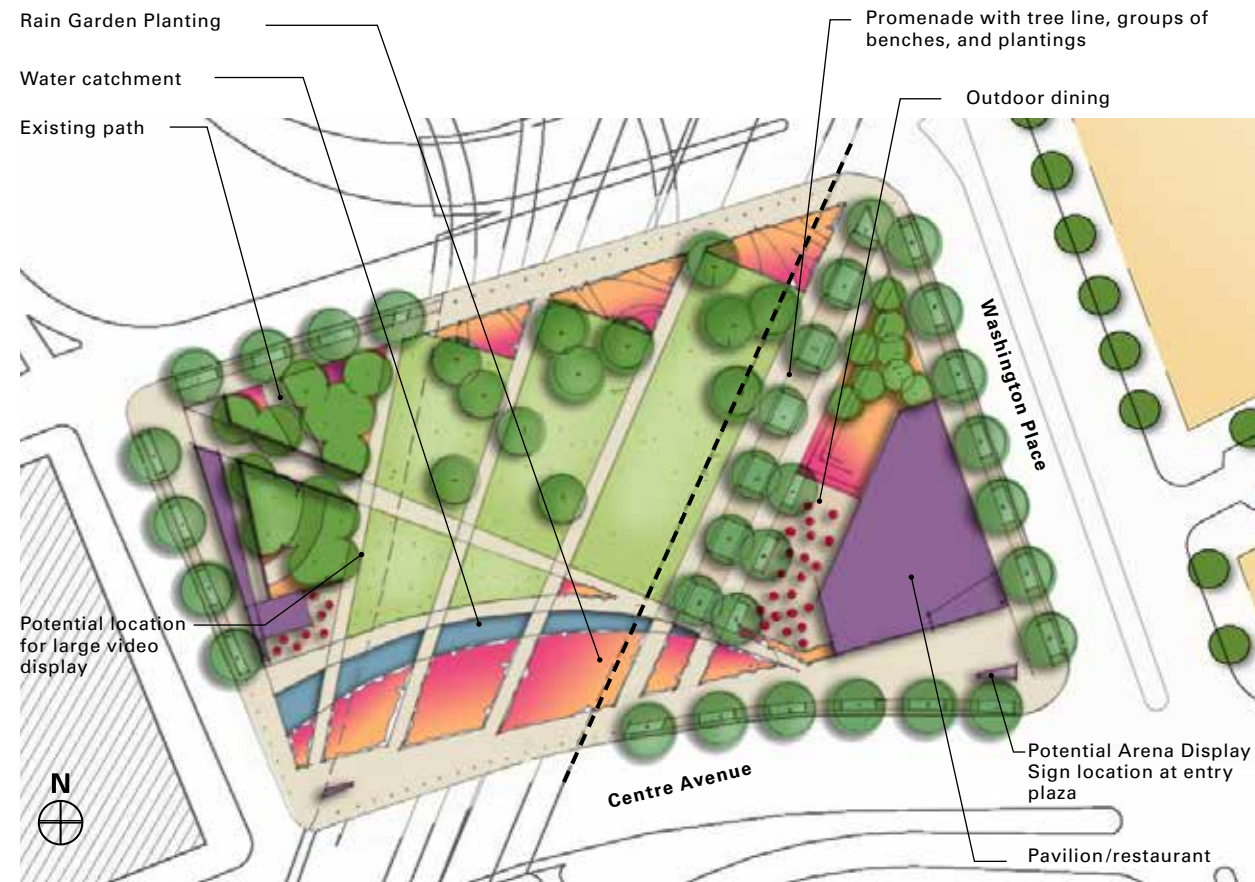 Rain Garden Planting
Water catchment
Existing path
Promenade with tree line, groups of
benches, and plantings
Outdoor dining
Washington Place
Potential location
for large video
display
Centre Avenue
N
Potential Arena Display
Sign location at entry
plaza
Pavilion/restaurant